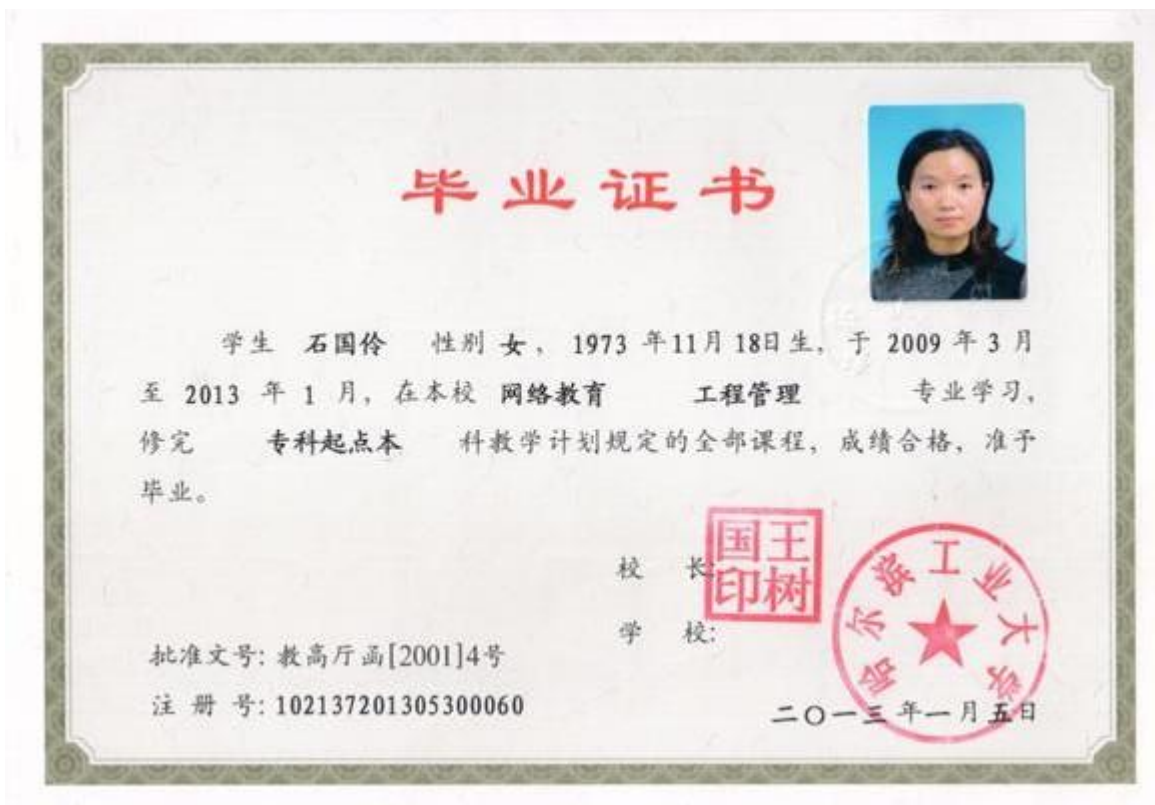 毕业证书
学生 石国伶 性别 女，1973 年11月 18日生，于 2009 年 3 月
至 2013 年 1 月，在本校 网络教育 工程管理 专业学习，
修完 专科起点本 科教学计划规定的全部课程，成绩合格，准予
毕业。
校 长:
王树国印
学 校:
哈尔滨工业大学
批准文号: 教高厅函[2001]4号
注 册 号: 102137201305300060
二〇一三 年一月五日